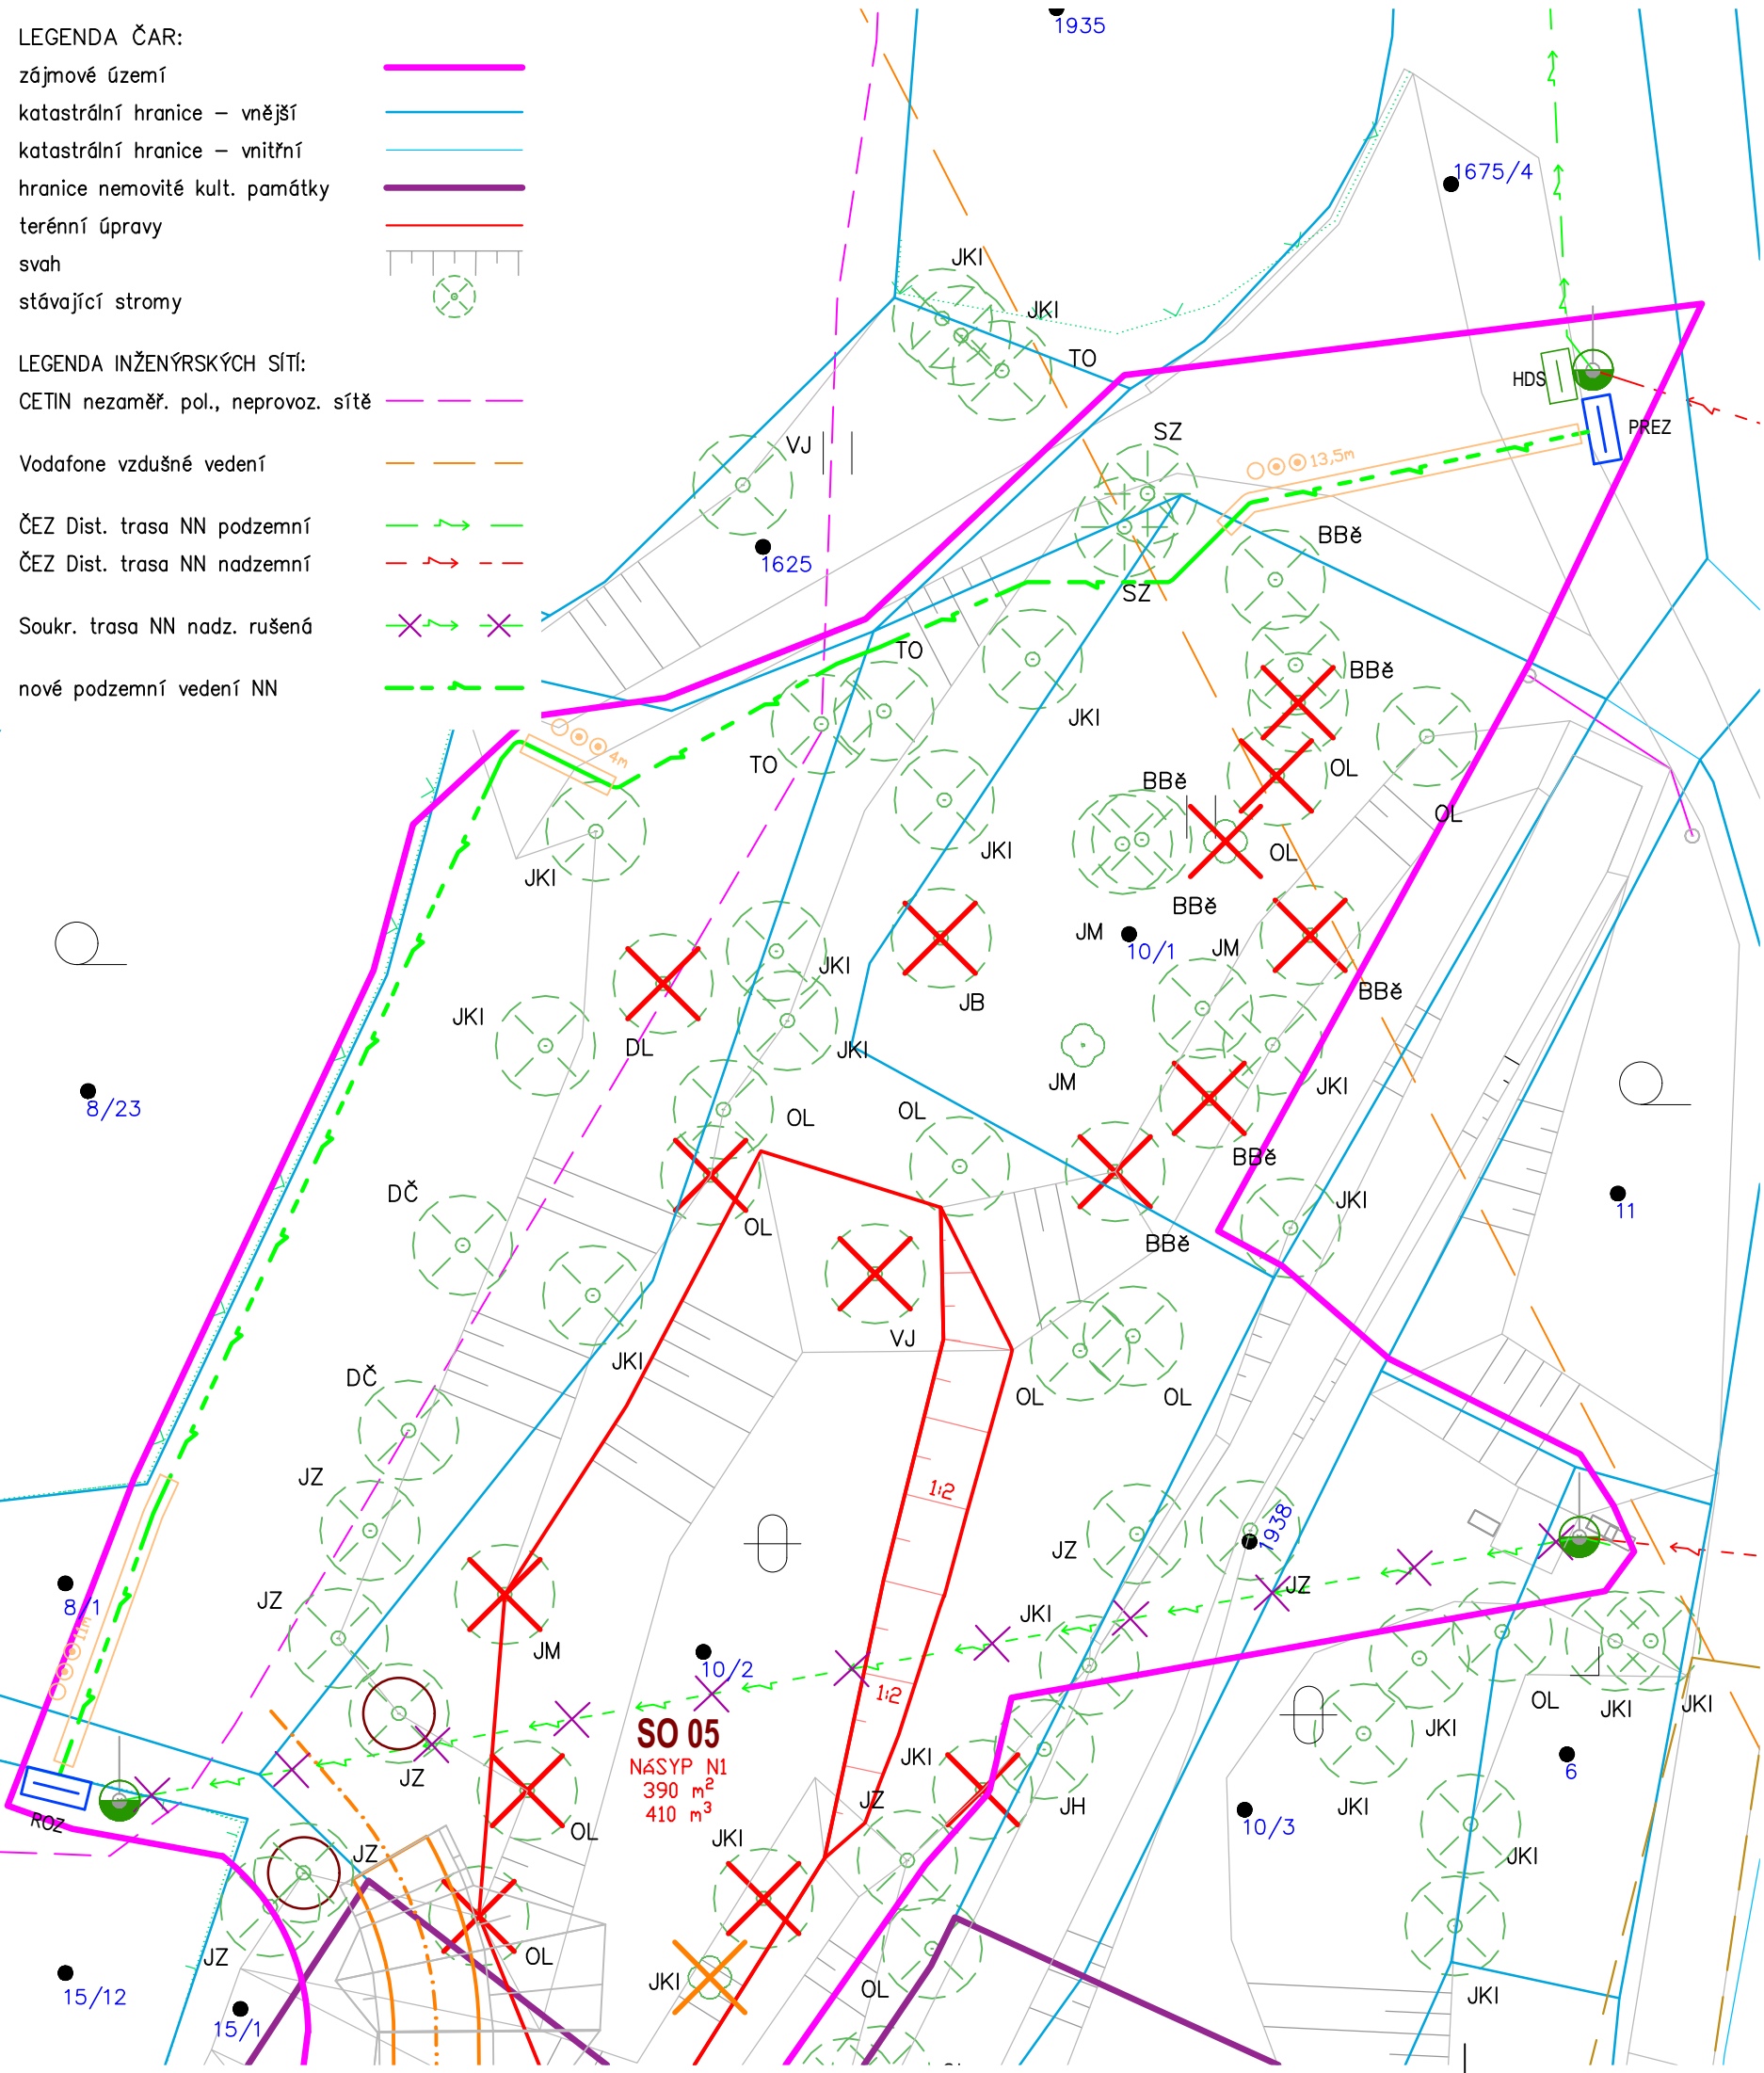 LEGENDA ČAR:
zájmové území
katastrální hranice – vnější
katastrální hranice – vnitřní
hranice nemovité kult. památky
terénní úpravy
svah
stávající stromy
LEGENDA INŽENÝRSKÝCH SÍTÍ:
CETIN nezaměř. pol., neprovoz. sítě
Vodafone vzdušné vedení
ČEZ Dist. trasa NN podzemní
ČEZ Dist. trasa NN nadzemní
Soukr. trasa NN nadz. rušená
nové podzemní vedení NN
1935
1675/4
JKI
JKI
TO
HDS
PREZ
SZ
VJ
13,5m
BBě
1625
SZ
TO
BBě
JKI
4m
TO
OL
BBě
OL
JKI
JKI
OL
BBě
JM
10/1
JM
JKI
BBě
JB
JKI
DL
JKI
JM
JKI
8/23
OL
OL
BBě
DČ
JKI
11
OL
BBě
VJ
JKI
DČ
OL
OL
JZ
1:2
1938
JZ
JZ
JZ
8/1
JKI
11m
JM
10/2
1:2
OL
JKI
JKI
JKI
SO 05
NÁSYP N1
390 m²
410 m³
JKI
6
JZ
JZ
JH
JKI
10/3
ROZ
OL
JKI
JZ
JKI
JZ
OL
JKI
OL
JKI
15/12
15/1